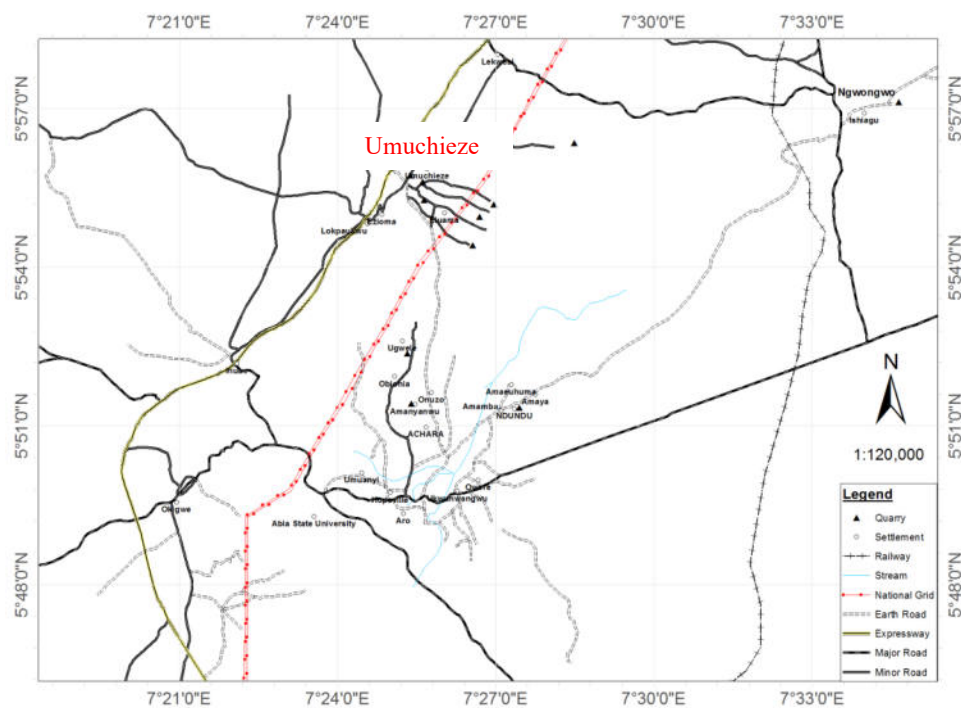 7°21'0"E 7°24'0"E 7°27'0"E 7°30'0"E 7°33'0"E
5°57'0"N 5°57'0"N
Lekwesi
Ngwongwo
Ishiagu
Umuchieze
Umuchieze
Ezioma
Lokpaukwu
5°54'0"N 5°54'0"N
Ugwele
Obiohia
Onuzo
Amanyanwu
ACHARA
Amaruhuma
Amaya
Amamba
NDUNDU
N
1:120,000
5°51'0"N 5°51'0"N
Umuanyi
Aro
Abia State University
Okigwe
5°48'0"N 5°48'0"N
Legend
Quarry
Settlement
Railway
Stream
National Grid
Earth Road
Expressway
Major Road
Minor Road
7°21'0"E 7°24'0"E 7°27'0"E 7°30'0"E 7°33'0"E